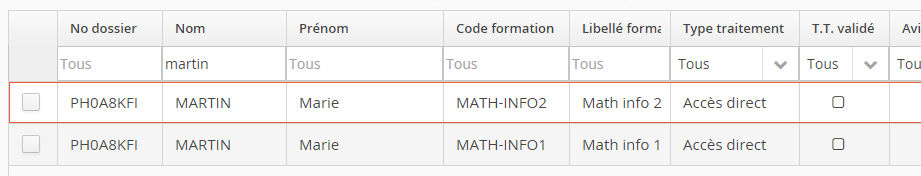 No dossier Nom Prénom Code formation Libellé forma Type traitement T.T. validé Avi
Tous martin Tous Tous Tous Tous Tous Tou
PH0A8KFI MARTIN Marie MATH-INFO2 Math info 2 Accès direct
PH0A8KFI MARTIN Marie MATH-INFO1 Math info 1 Accès direct